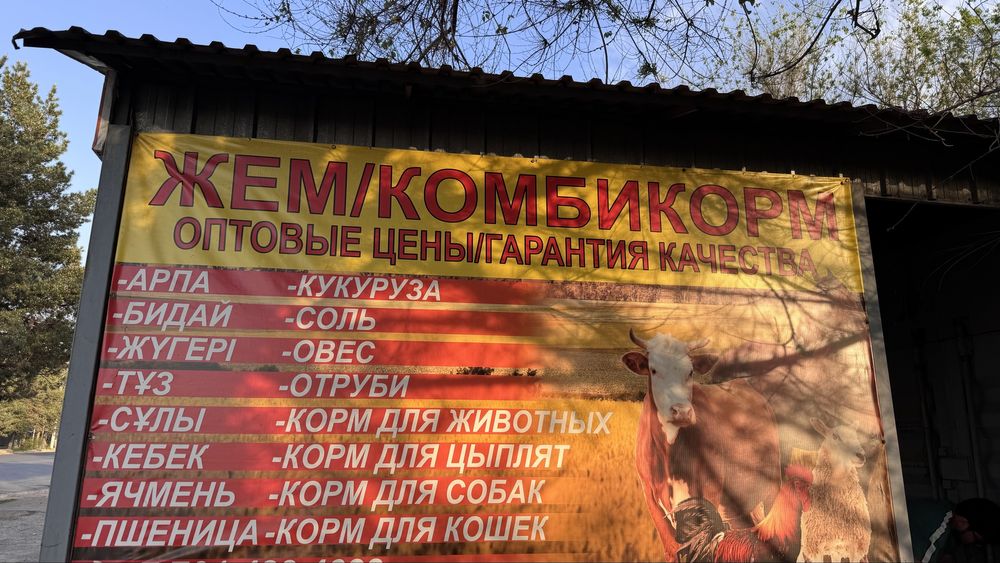 ЖЕМ/КОМБИКОРМ
ОПТОВЫЕ ЦЕНЫ/ГАРАНТИЯ КАЧЕСТВА
-АРПА -КУКУРУЗА
-БИДАЙ -СОЛЬ
-ЖҮГЕРІ -ОВЕС
-ТҰЗ -ОТРУБИ
-СҰЛЫ -КОРМ ДЛЯ ЖИВОТНЫХ
-КЕБЕК -КОРМ ДЛЯ ЦЫПЛЯТ
-ЯЧМЕНЬ -КОРМ ДЛЯ СОБАК
-ПШЕНИЦА -КОРМ ДЛЯ КОШЕК